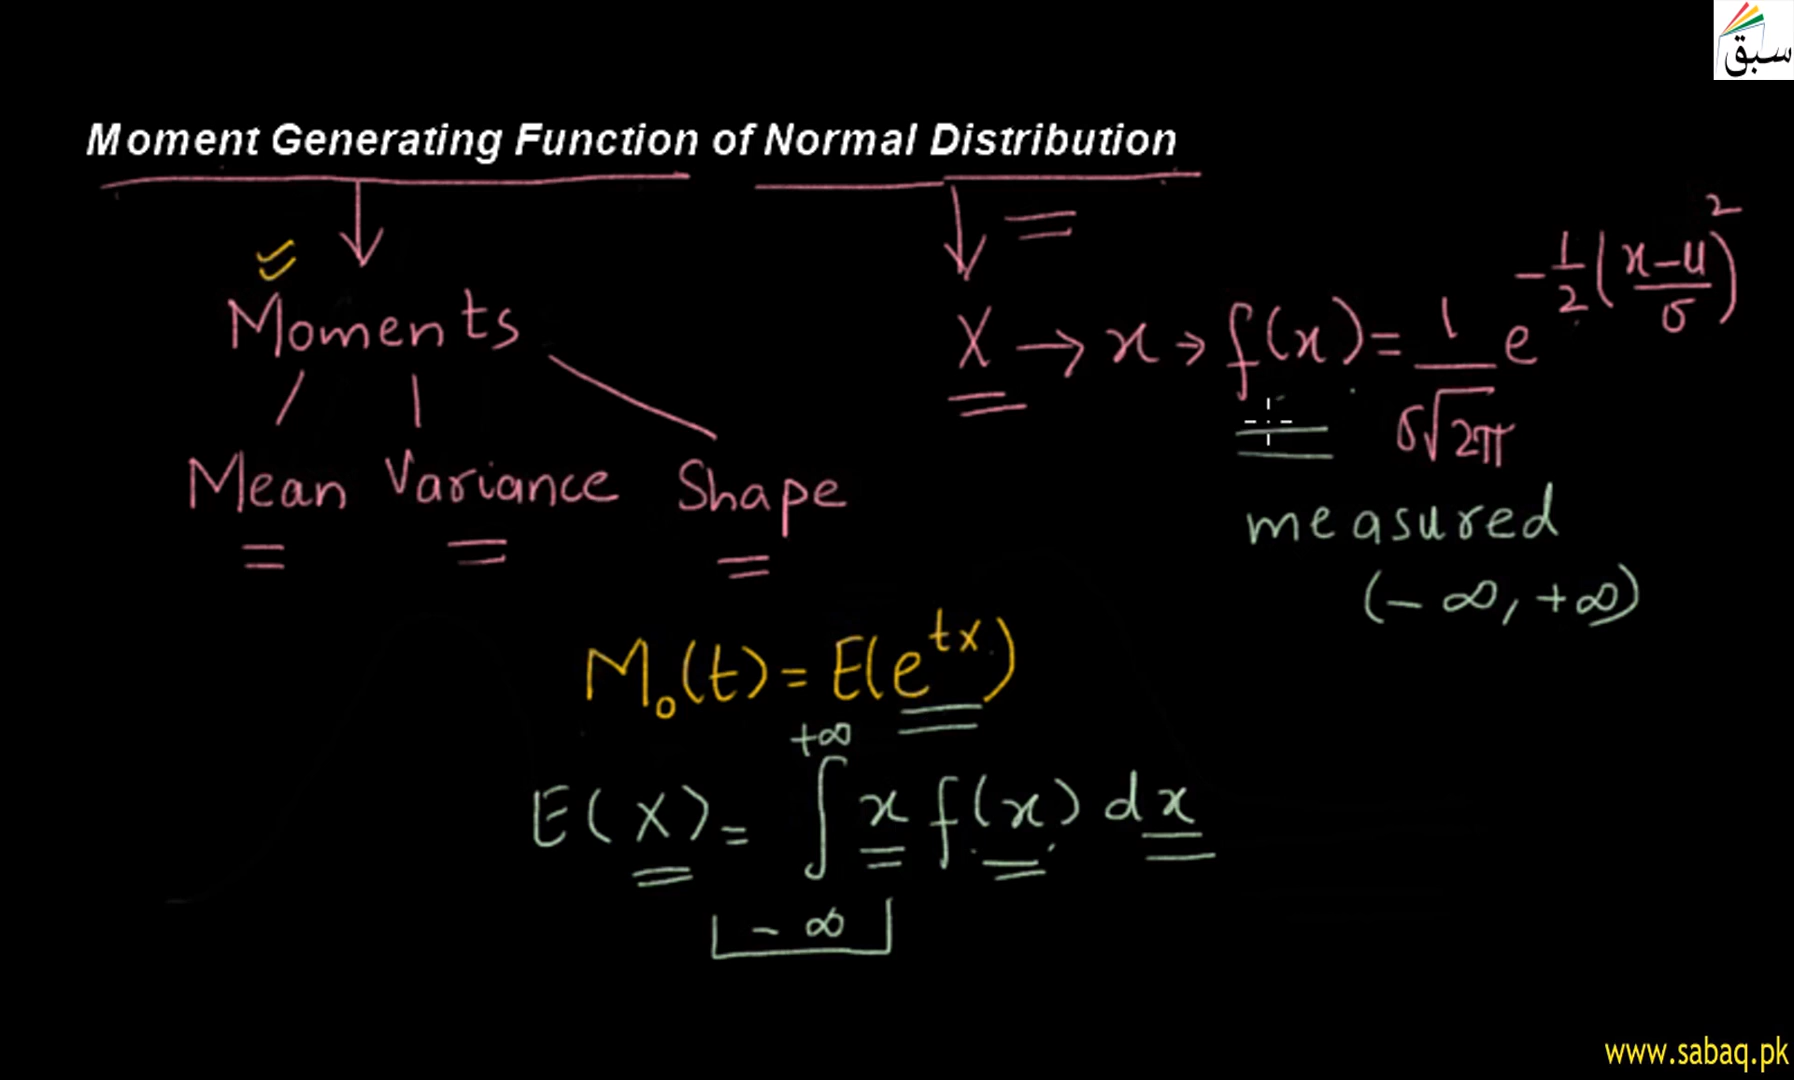 سبق
Moment Generating Function of Normal Distribution
Moments
Mean Variance Shape
X → x → f(x) = 1/σ√2π e^-1/2(x-u/σ)^2
measured
(-∞, +∞)
M₀(t) = E(e^tx)
E(X) = ∫ x f(x) dx
+∞
-∞
www.sabaq.pk